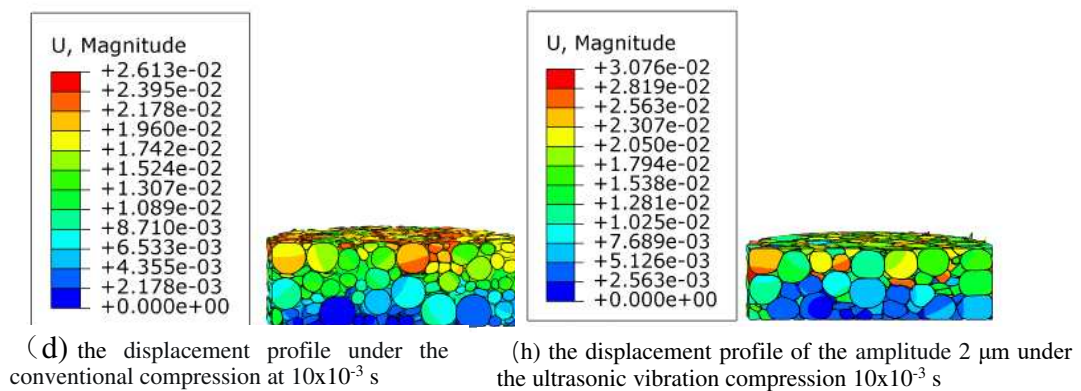 U, Magnitude
+2.613e-02
+2.395e-02
+2.178e-02
+1.960e-02
+1.742e-02
+1.524e-02
+1.307e-02
+1.089e-02
+8.710e-03
+6.533e-03
+4.355e-03
+2.178e-03
+0.000e+00
U, Magnitude
+3.076e-02
+2.819e-02
+2.563e-02
+2.307e-02
+2.050e-02
+1.794e-02
+1.538e-02
+1.281e-02
+1.025e-02
+7.689e-03
+5.126e-03
+2.563e-03
+0.000e+00
（d) the displacement profile under the
conventional compression at 10x10⁻³ s
(h) the displacement profile of the amplitude 2 μm under
the ultrasonic vibration compression 10x10⁻³ s